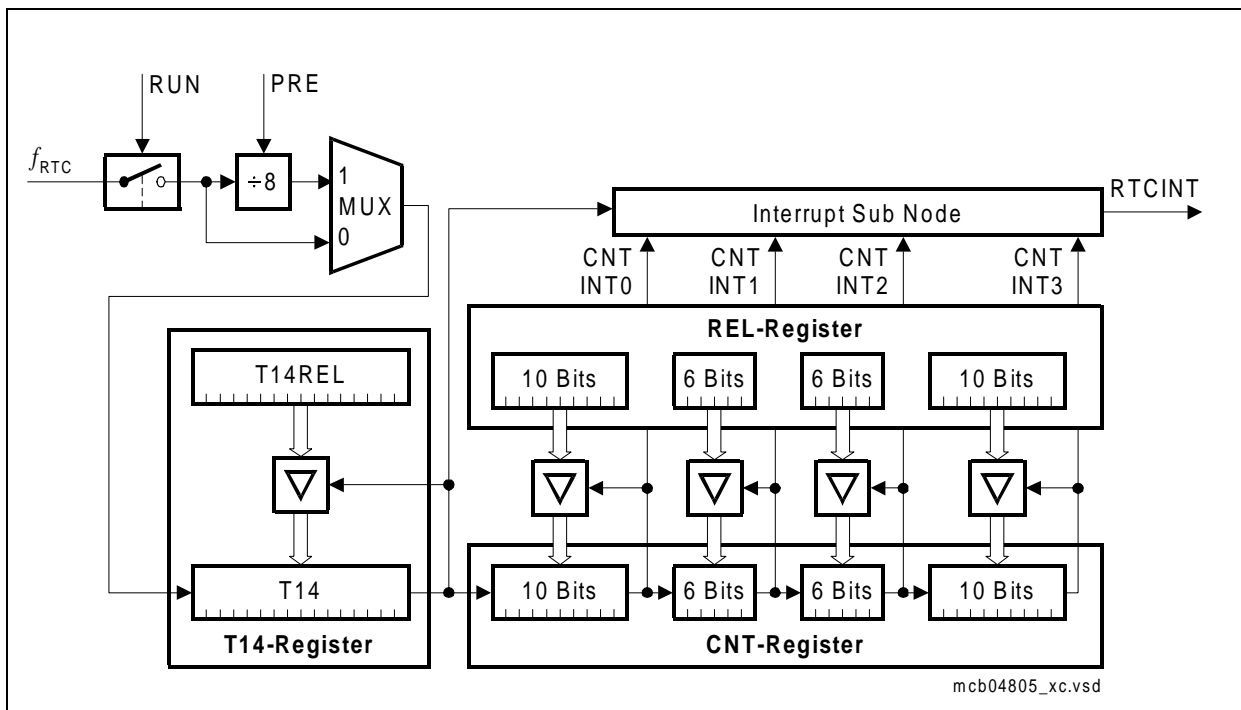 RUN
PRE
fRTC
÷8
1
MUX
0
Interrupt Sub Node
RTCINT
CNT
INT0
CNT
INT1
CNT
INT2
CNT
INT3
REL-Register
10 Bits
6 Bits
6 Bits
10 Bits
T14REL
T14
T14-Register
10 Bits
6 Bits
6 Bits
10 Bits
CNT-Register
mcb04805_xc.vsd